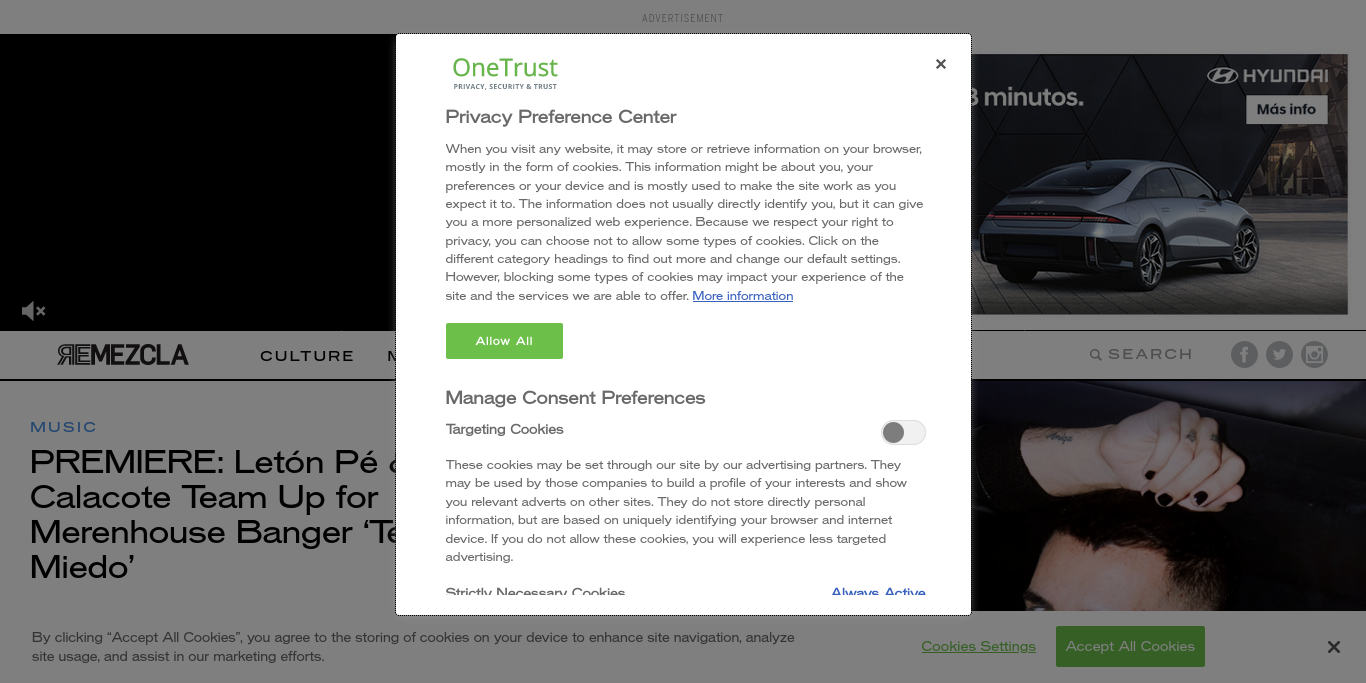 ADVERTISEMENT
OneTrust
PRIVACY, SECURITY & TRUST
Privacy Preference Center
When you visit any website, it may store or retrieve information on your browser,
mostly in the form of cookies. This information might be about you, your
preferences or your device and is mostly used to make the site work as you
expect it to. The information does not usually directly identify you, but it can give
you a more personalized web experience. Because we respect your right to
privacy, you can choose not to allow some types of cookies. Click on the
different category headings to find out more and change our default settings.
However, blocking some types of cookies may impact your experience of the
site and the services we are able to offer. More information
Allow All
Manage Consent Preferences
Targeting Cookies
These cookies may be set through our site by our advertising partners. They
may be used by those companies to build a profile of your interests and show
you relevant adverts on other sites. They do not store directly personal
information, but are based on uniquely identifying your browser and internet
device. If you do not allow these cookies, you will experience less targeted
advertising.
Strictly Necessary Cookies Always Active
HYUNDAI
3 minutos.
Más info
REMEZCLA CULTURE
SEARCH
MUSIC
PREMIERE: Letón Pé
Calacote Team Up for
Merenhouse Banger ‘Te
Miedo’
By clicking “Accept All Cookies”, you agree to the storing of cookies on your device to enhance site navigation, analyze
site usage, and assist in our marketing efforts.
Cookies Settings
Accept All Cookies